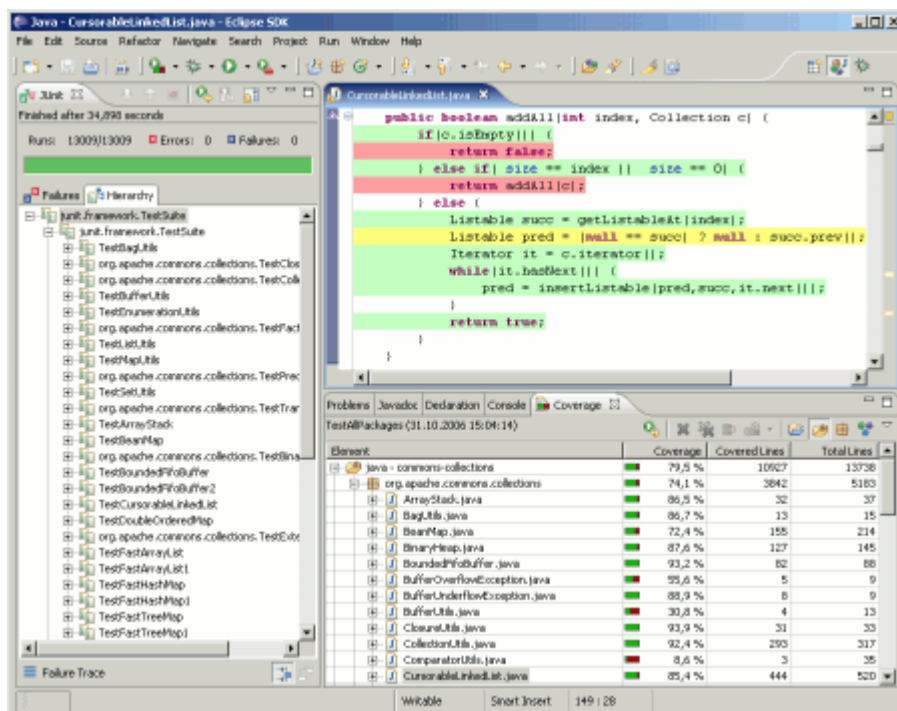 Java - CursorableLinkedList.java - Eclipse SDK
File Edit Source Refactor Navigate Search Project Run Window Help
JUnit
Finished after 34,898 seconds
Runs: 13009/13009 Errors: 0 Failures: 0
Failures Hierarchy
junit.framework.TestSuite
junit.framework.TestSuite
TestBagUtils
org.apache.commons.collections.TestClos
org.apache.commons.collections.TestColle
TestBufferUtils
TestEnumerationUtils
org.apache.commons.collections.TestFact
TestListUtils
TestMapUtils
org.apache.commons.collections.TestPrec
TestSetUtils
org.apache.commons.collections.TestTrar
TestArrayStack
TestBeanMap
org.apache.commons.collections.TestBina
TestBoundedFifoBuffer
TestBoundedFifoBuffer2
TestCursorableLinkedList
TestDoubleOrderedMap
org.apache.commons.collections.TestExte
TestFastArrayList
TestFastArrayList1
TestFastHashMap
TestFastHashMap1
TestFastTreeMap
TestFastTreeMap1
Failure Trace
CursorableLinkedList.java
public boolean addAll(int index, Collection c) {
if(c.isEmpty()) {
return false;
} else if(_size == index || _size == 0) {
return addAll(c);
} else {
Listable succ = getListableAt(index);
Listable pred = (null == succ) ? null : succ.prev();
Iterator it = c.iterator();
while(it.hasNext()) {
pred = insertListable(pred,succ,it.next());
}
return true;
}
}
Problems Javadoc Declaration Console Coverage
TestAllPackages (31.10.2006 15:04:14)
Element Coverage Covered Lines Total Lines
java - commons-collections 79,5 % 10927 13738
org.apache.commons.collections 74,1 % 3842 5183
ArrayStack.java 86,5 % 32 37
BagUtils.java 86,7 % 13 15
BeanMap.java 72,4 % 155 214
BinaryHeap.java 87,6 % 127 145
BoundedFifoBuffer.java 93,2 % 82 88
BufferOverflowException.java 55,6 % 5 9
BufferUnderflowException.java 88,9 % 8 9
BufferUtils.java 30,8 % 4 13
ClosureUtils.java 93,9 % 31 33
CollectionUtils.java 92,4 % 293 317
ComparatorUtils.java 8,6 % 3 35
CursorableLinkedList.java 85,4 % 444 520
Writable Smart Insert 149 : 28